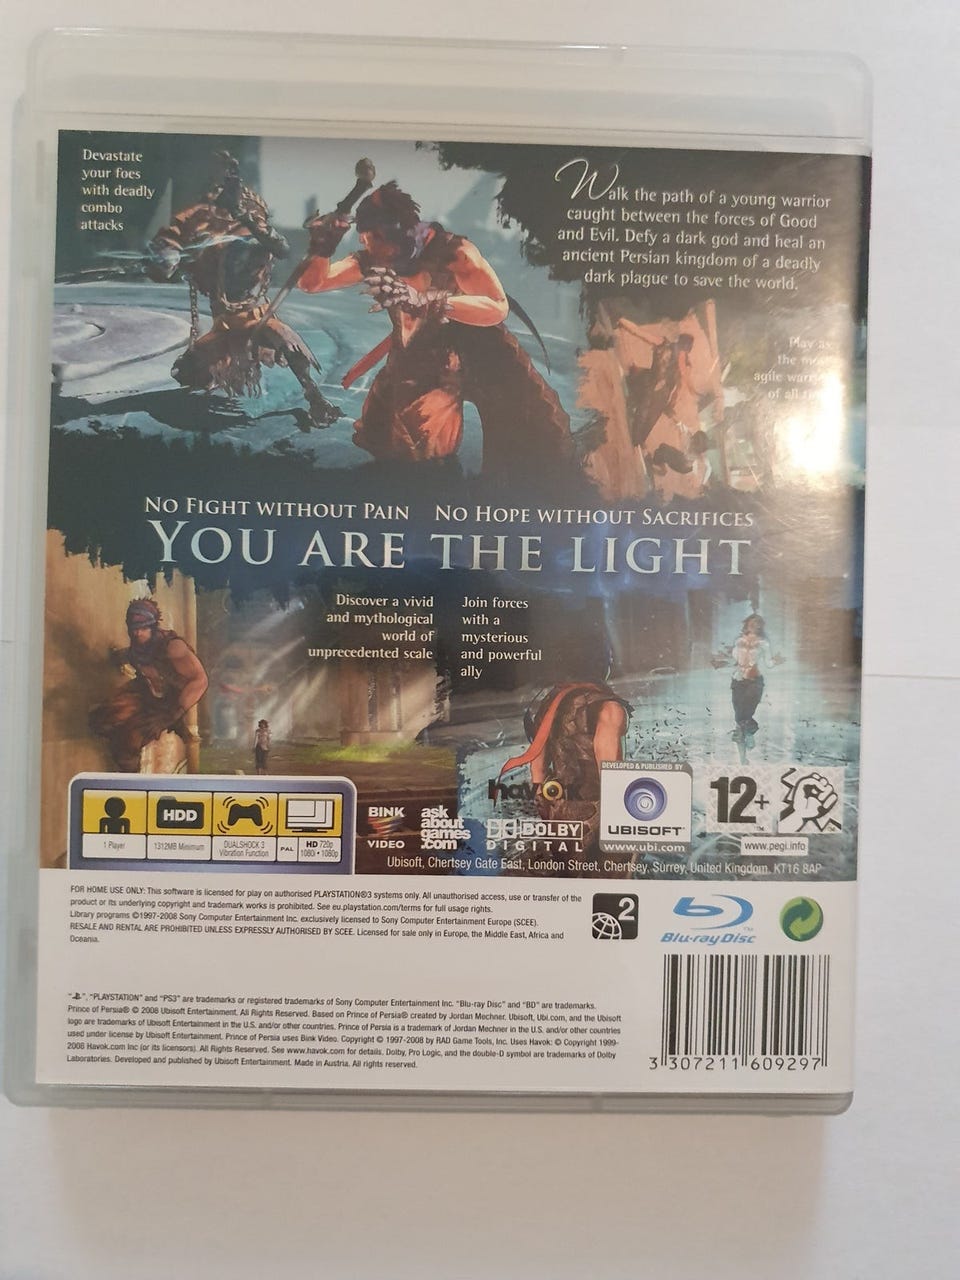 Devastate
your foes
with deadly
combo
attacks
Walk the path of a young warrior
caught between the forces of Good
and Evil. Defy a dark god and heal an
ancient Persian kingdom of a deadly
dark plague to save the world.
Play as
the
agile
of all
NO FIGHT WITHOUT PAIN NO HOPE WITHOUT SACRIFICES
YOU ARE THE LIGHT
Discover a vivid
and mythological
world of
unprecedented scale
Join forces
with a
mysterious
and powerful
ally
1 Player
HDD
1312MB Minimum
DUALSHOCK 3
Vibration Function
PAL
HD 720p
1080i • 1080p
BINK
VIDEO
ask
about
games
.com
havok
DOLBY
DIGITAL
DEVELOPED & PUBLISHED BY
UBISOFT
www.ubi.com
12+
www.pegi.info
Ubisoft, Chertsey Gate East, London Street, Chertsey, Surrey, United Kingdom, KT16 8AP
FOR HOME USE ONLY: This software is licensed for play on authorised PLAYSTATION®3 systems only. All unauthorised access, use or transfer of the
product or its underlying copyright and trademark works is prohibited. See eu.playstation.com/terms for full usage rights.
Library programs ©1997-2008 Sony Computer Entertainment Inc. exclusively licensed to Sony Computer Entertainment Europe (SCEE).
RESALE AND RENTAL ARE PROHIBITED UNLESS EXPRESSLY AUTHORISED BY SCEE. Licensed for sale only in Europe, the Middle East, Africa and
Oceania.
2
Blu-ray Disc
", "PLAYSTATION" and "PS3" are trademarks or registered trademarks of Sony Computer Entertainment Inc. "Blu-ray Disc" and "BD" are trademarks.
Prince of Persia® © 2008 Ubisoft Entertainment. All Rights Reserved. Based on Prince of Persia® created by Jordan Mechner. Ubisoft, Ubi.com, and the Ubisoft
logo are trademarks of Ubisoft Entertainment in the U.S. and/or other countries. Prince of Persia is a trademark of Jordan Mechner in the U.S. and/or other countries
used under license by Ubisoft Entertainment. Prince of Persia uses Bink Video. Copyright © 1997-2008 by RAD Game Tools, Inc. Uses Havok: © Copyright 1999-
2008 Havok.com Inc (or its licensors). All Rights Reserved. See www.havok.com for details. Dolby, Pro Logic, and the double-D symbol are trademarks of Dolby
Laboratories. Developed and published by Ubisoft Entertainment. Made in Austria. All rights reserved.
3 307211 609297